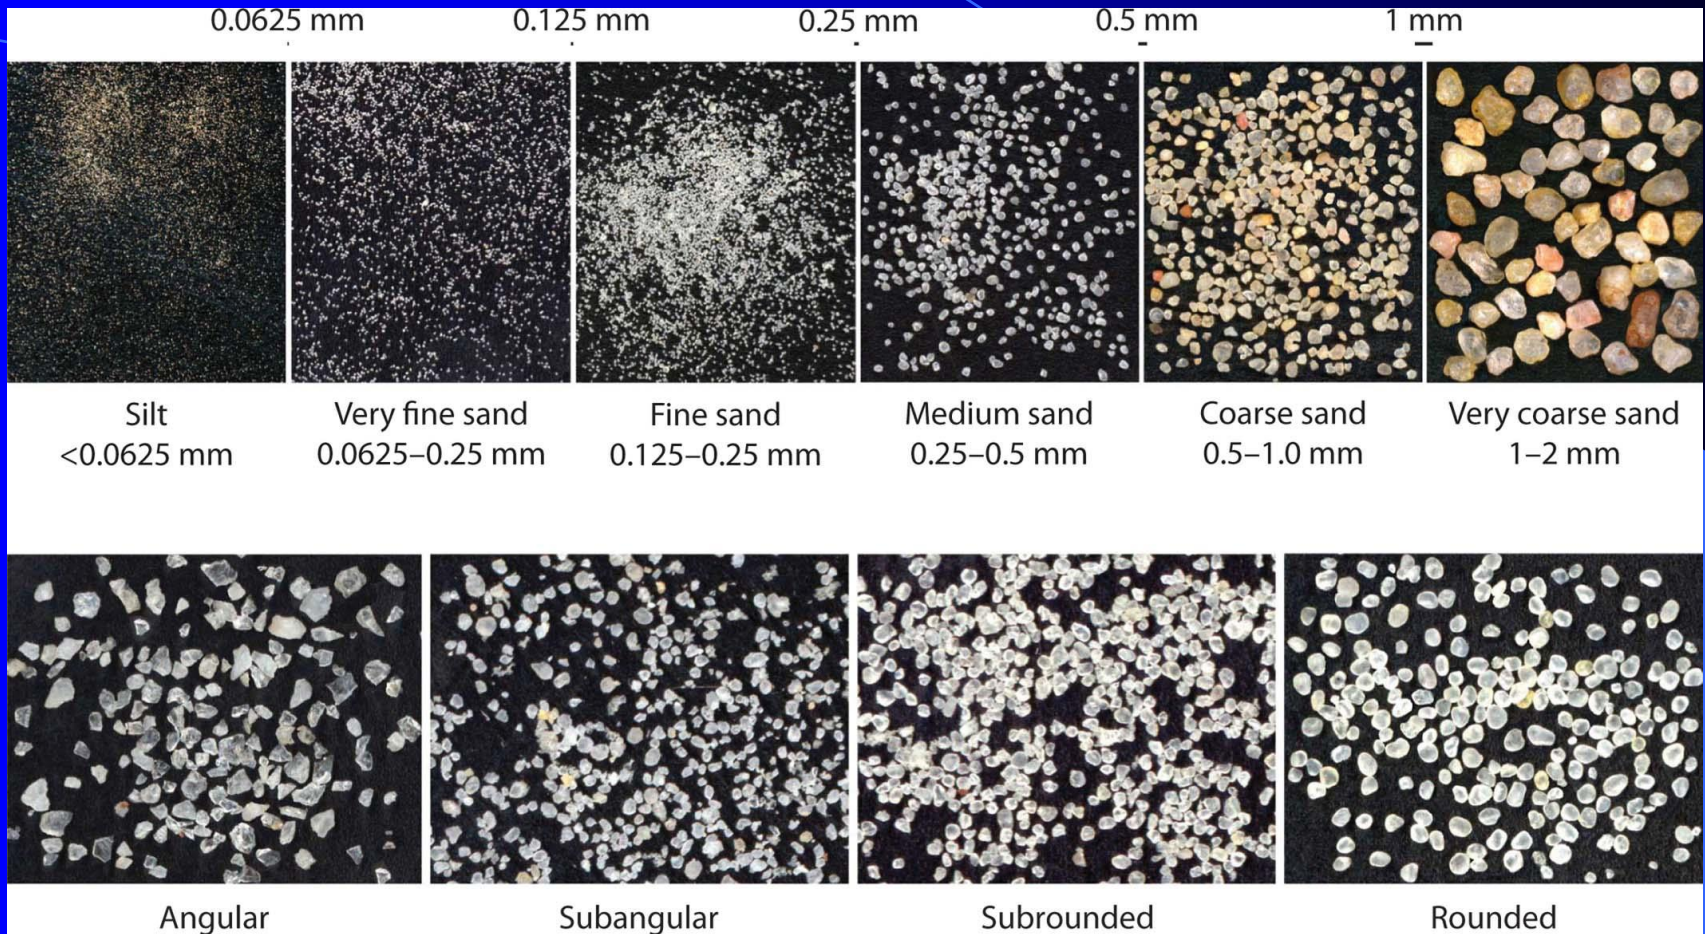 0.0625 mm 0.125 mm 0.25 mm 0.5 mm 1 mm
Silt Very fine sand Fine sand Medium sand Coarse sand Very coarse sand
<0.0625 mm 0.0625–0.25 mm 0.125–0.25 mm 0.25–0.5 mm 0.5–1.0 mm 1–2 mm
Angular Subangular Subrounded Rounded